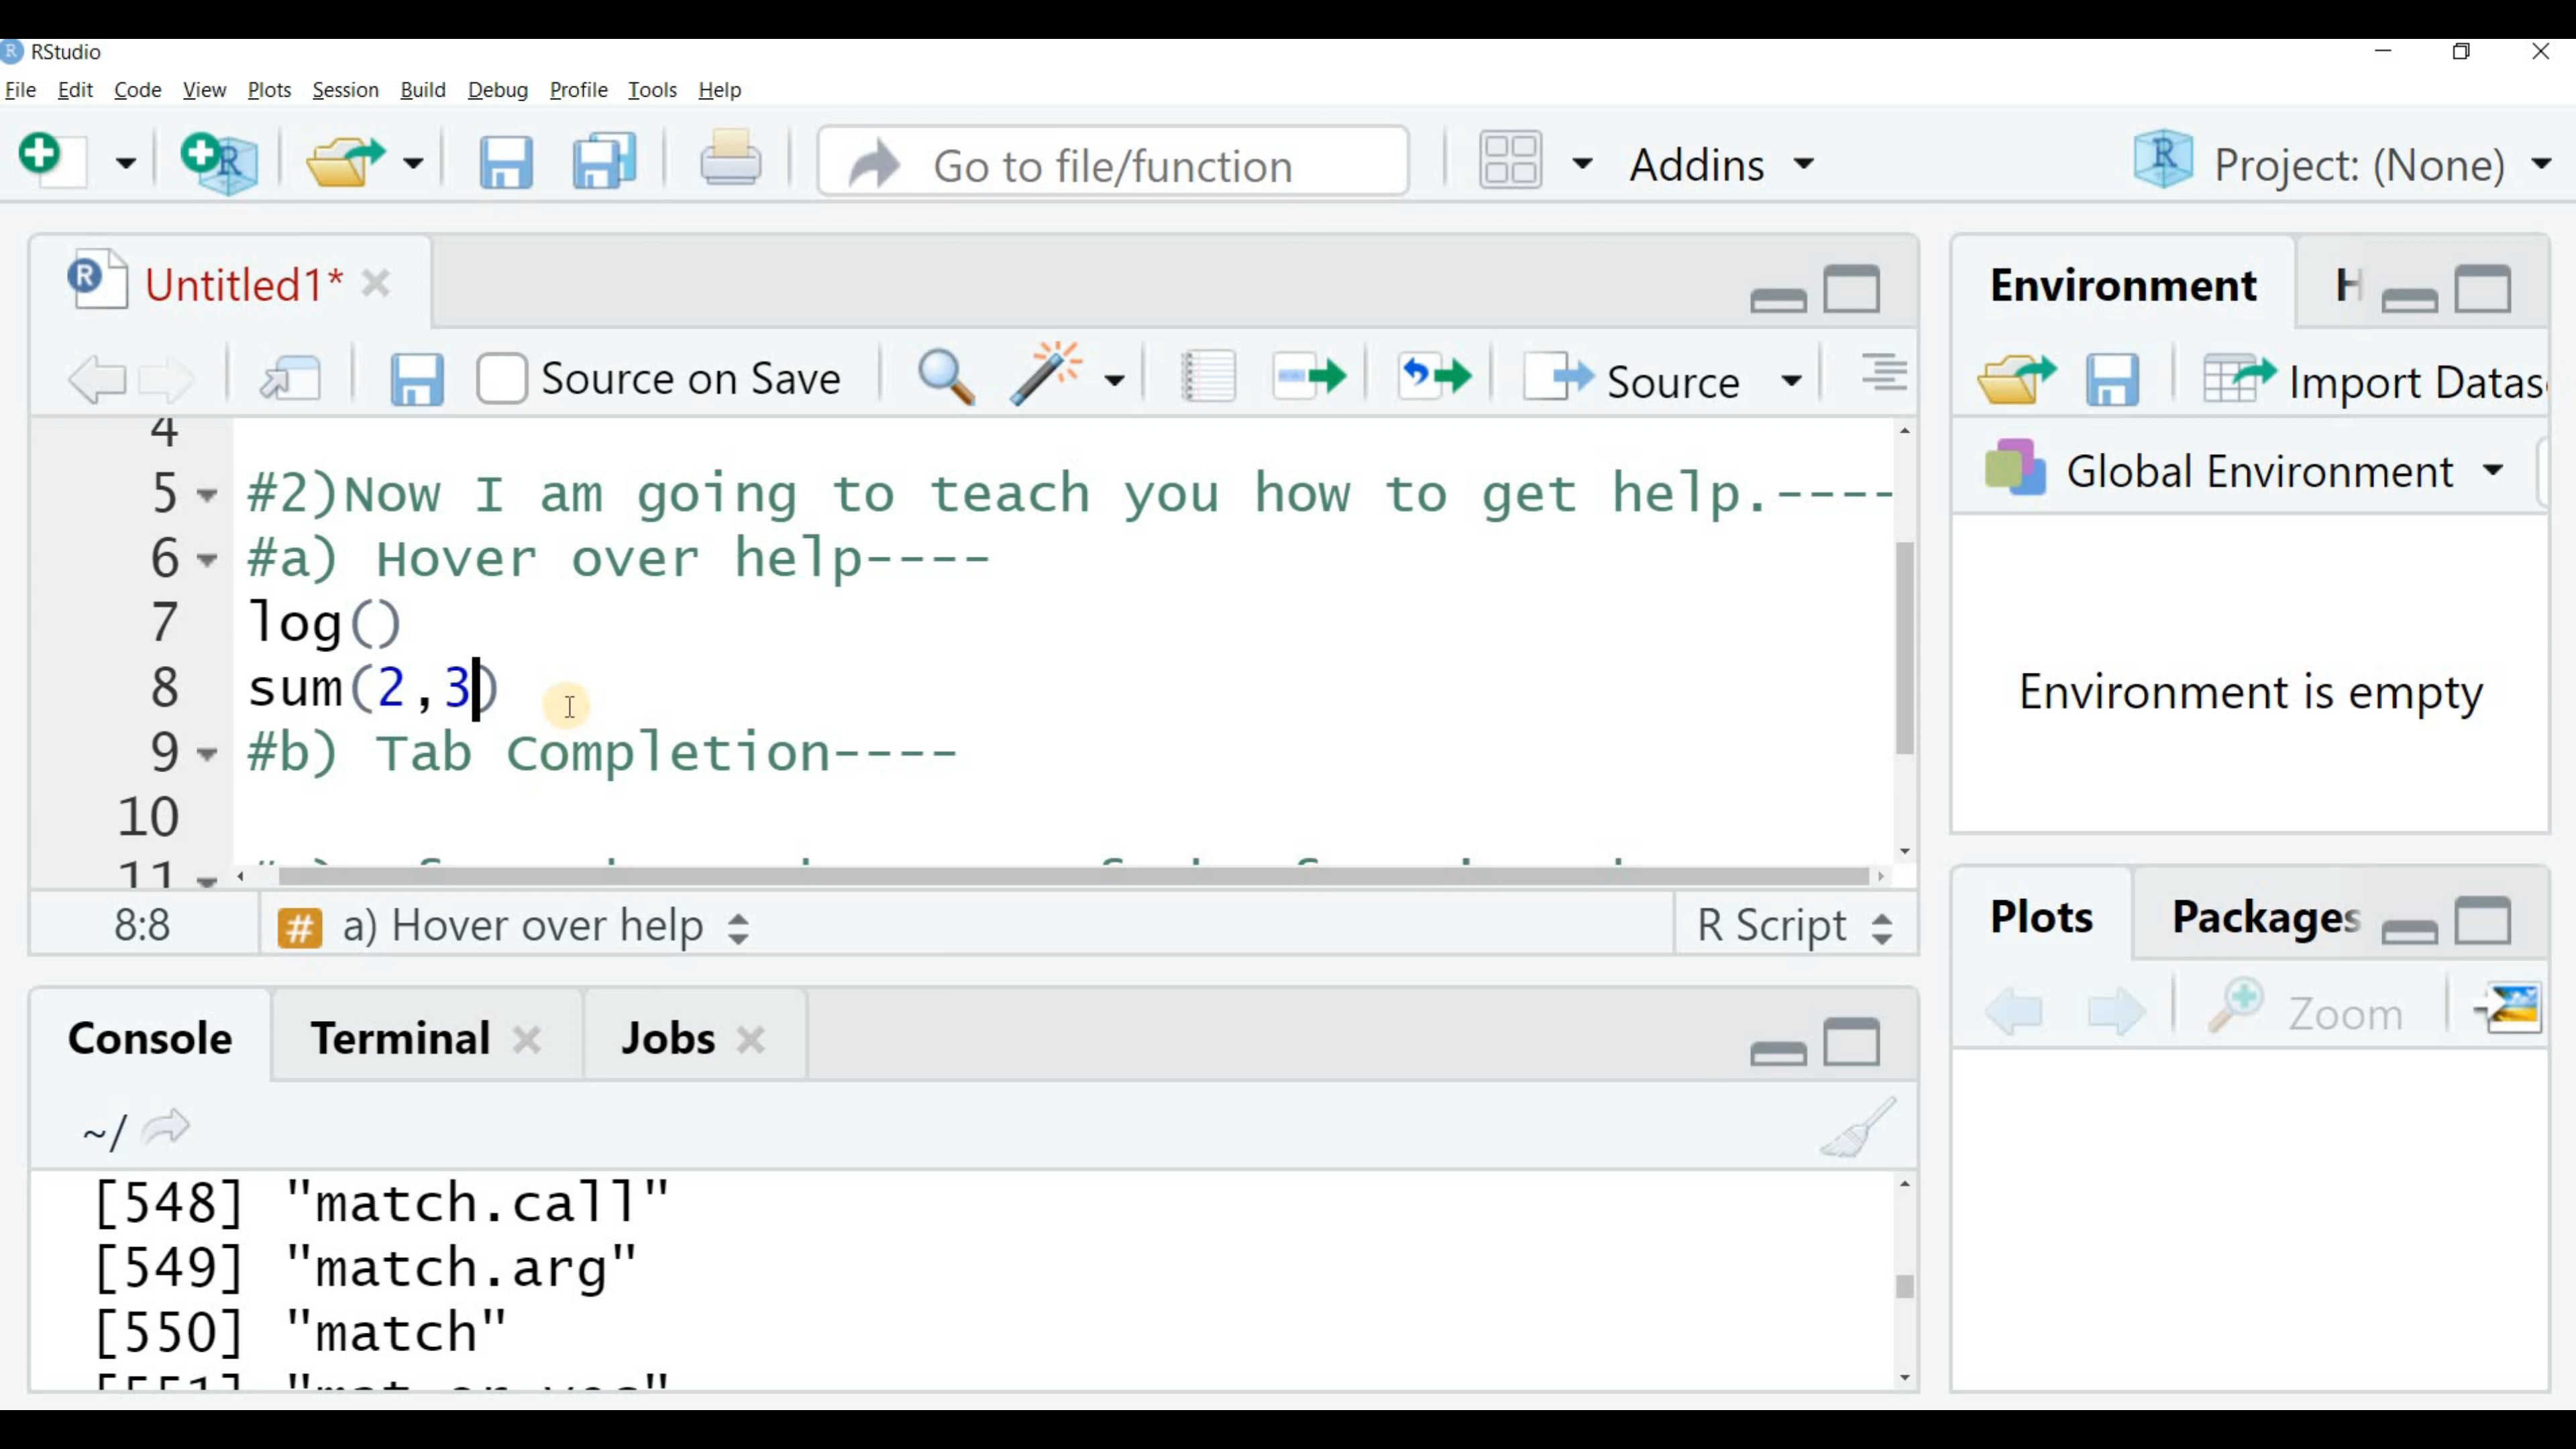 RStudio
File Edit Code View Plots Session Build Debug Profile Tools Help
Go to file/function Addins Project: (None)
Untitled1*
Source on Save Source
4
5 #2)Now I am going to teach you how to get help.----
6 #a) Hover over help----
7 log()
8 sum(2,3)
9 #b) Tab Completion----
10
11
8:8 # a) Hover over help R Script
Console Terminal Jobs
~/
[548] "match.call"
[549] "match.arg"
[550] "match"
Environment H
Import Datas
Global Environment
Environment is empty
Plots Packages
Zoom